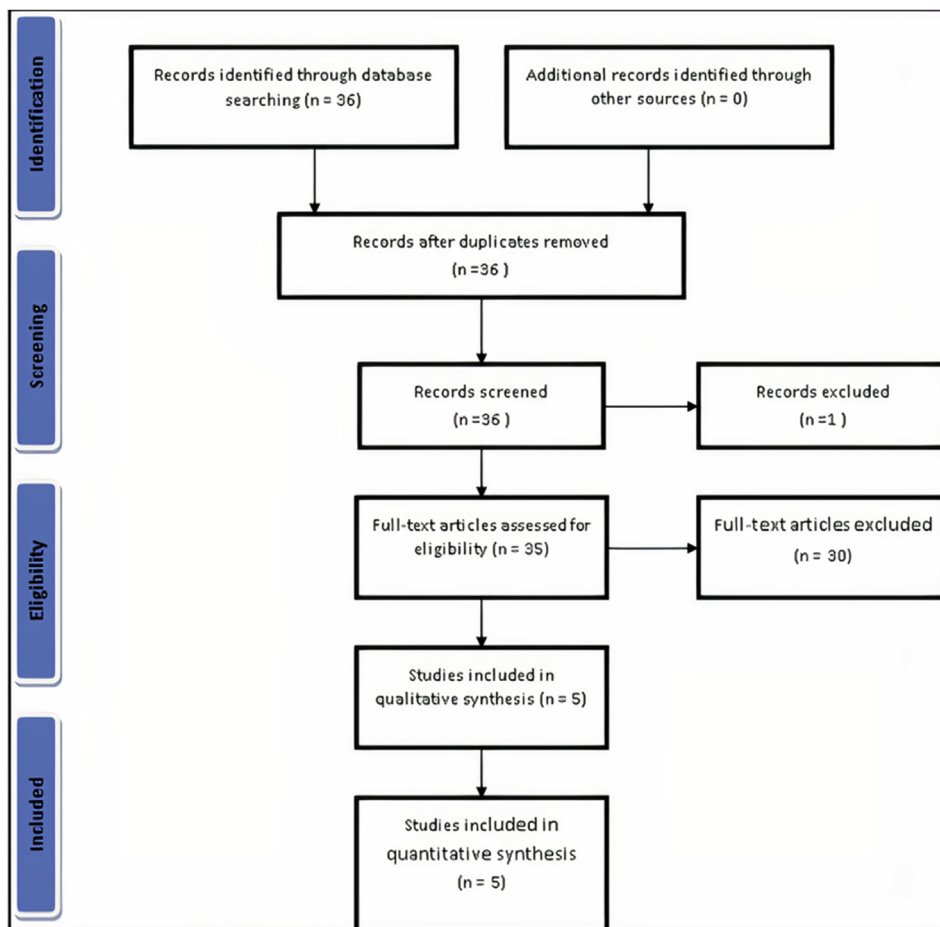 Identification
Records identified through database
searching (n = 36)
Additional records identified through
other sources (n = 0)
Screening
Records after duplicates removed
(n =36 )
Records screened
(n =36 )
Records excluded
(n =1 )
Eligibility
Full-text articles assessed for
eligibility (n = 35)
Full-text articles excluded
(n = 30)
Studies included in
qualitative synthesis (n = 5)
Included
Studies included in
quantitative synthesis
(n = 5)